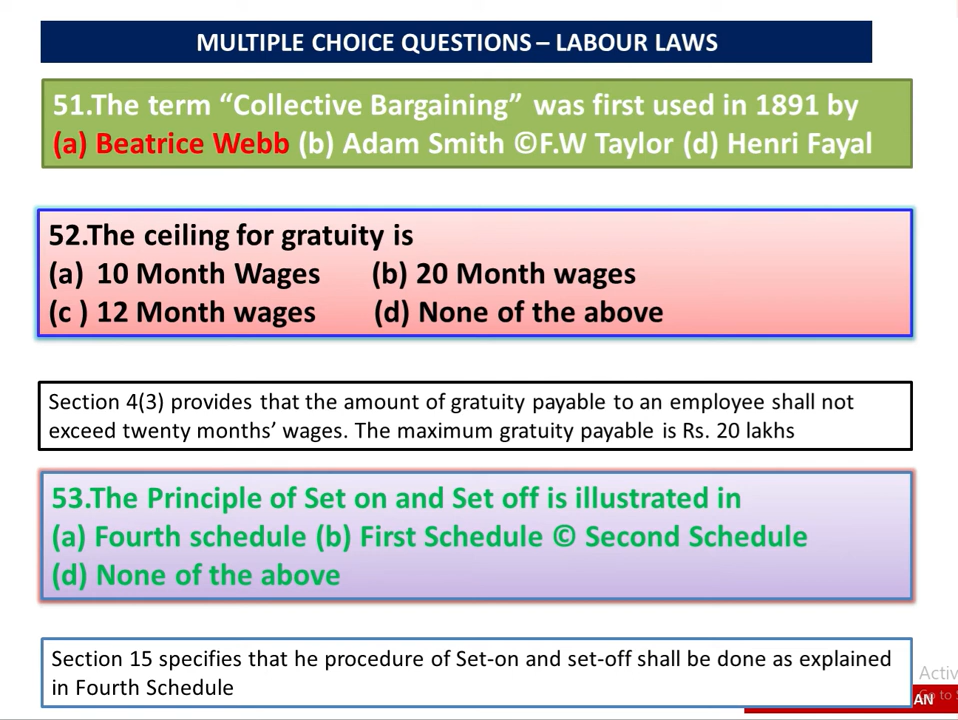 MULTIPLE CHOICE QUESTIONS – LABOUR LAWS
51.The term “Collective Bargaining” was first used in 1891 by
(a) Beatrice Webb (b) Adam Smith ©F.W Taylor (d) Henri Fayal
52.The ceiling for gratuity is
(a) 10 Month Wages (b) 20 Month wages
(c ) 12 Month wages (d) None of the above
Section 4(3) provides that the amount of gratuity payable to an employee shall not
exceed twenty months’ wages. The maximum gratuity payable is Rs. 20 lakhs
53.The Principle of Set on and Set off is illustrated in
(a) Fourth schedule (b) First Schedule © Second Schedule
(d) None of the above
Section 15 specifies that he procedure of Set-on and set-off shall be done as explained
in Fourth Schedule